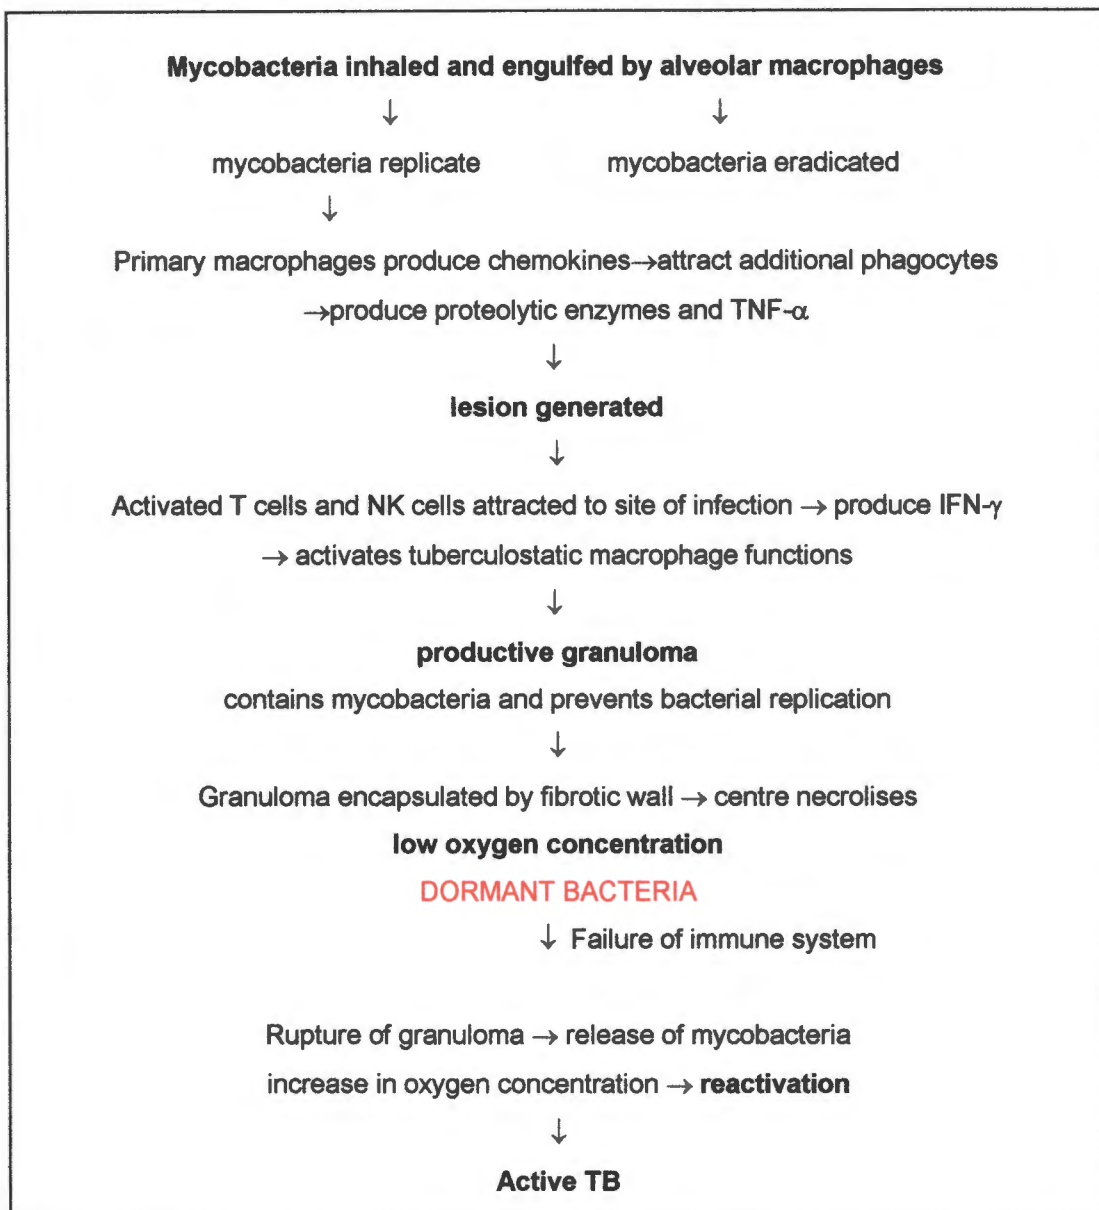 Mycobacteria inhaled and engulfed by alveolar macrophages
↓ ↓
mycobacteria replicate mycobacteria eradicated
↓
Primary macrophages produce chemokines→attract additional phagocytes
→produce proteolytic enzymes and TNF-α
↓
lesion generated
↓
Activated T cells and NK cells attracted to site of infection → produce IFN-γ
→ activates tuberculostatic macrophage functions
↓
productive granuloma
contains mycobacteria and prevents bacterial replication
↓
Granuloma encapsulated by fibrotic wall → centre necrolises
low oxygen concentration
DORMANT BACTERIA
↓ Failure of immune system
Rupture of granuloma → release of mycobacteria
increase in oxygen concentration → reactivation
↓
Active TB